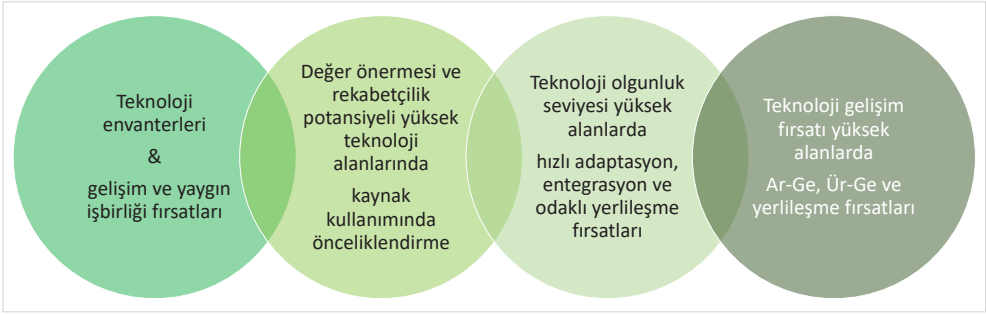 Teknoloji
envanterleri
&
gelişim ve yaygın
işbirliği fırsatları
Değer önermesi ve
rekabetçilik
potansiyeli yüksek
teknoloji
alanlarında
kaynak
kullanımında
önceliklendirme
Teknoloji olgunluk
seviyesi yüksek
alanlarda
hızlı adaptasyon,
entegrasyon ve
odaklı yerlileşme
fırsatları
Teknoloji gelişim
fırsatı yüksek
alanlarda
Ar-Ge, Ür-Ge ve
yerlileşme fırsatları